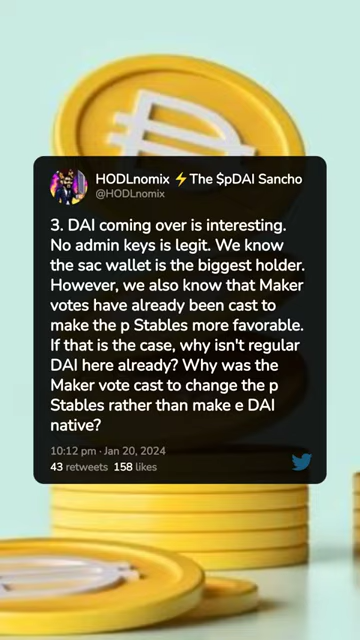 HODLnomix ⚡The $pDAI Sancho
@HODLnomix
3. DAI coming over is interesting.
No admin keys is legit. We know
the sac wallet is the biggest holder.
However, we also know that Maker
votes have already been cast to
make the p Stables more favorable.
If that is the case, why isn't regular
DAI here already? Why was the
Maker vote cast to change the p
Stables rather than make e DAI
native?
10:12 pm · Jan 20, 2024
43 retweets 158 likes